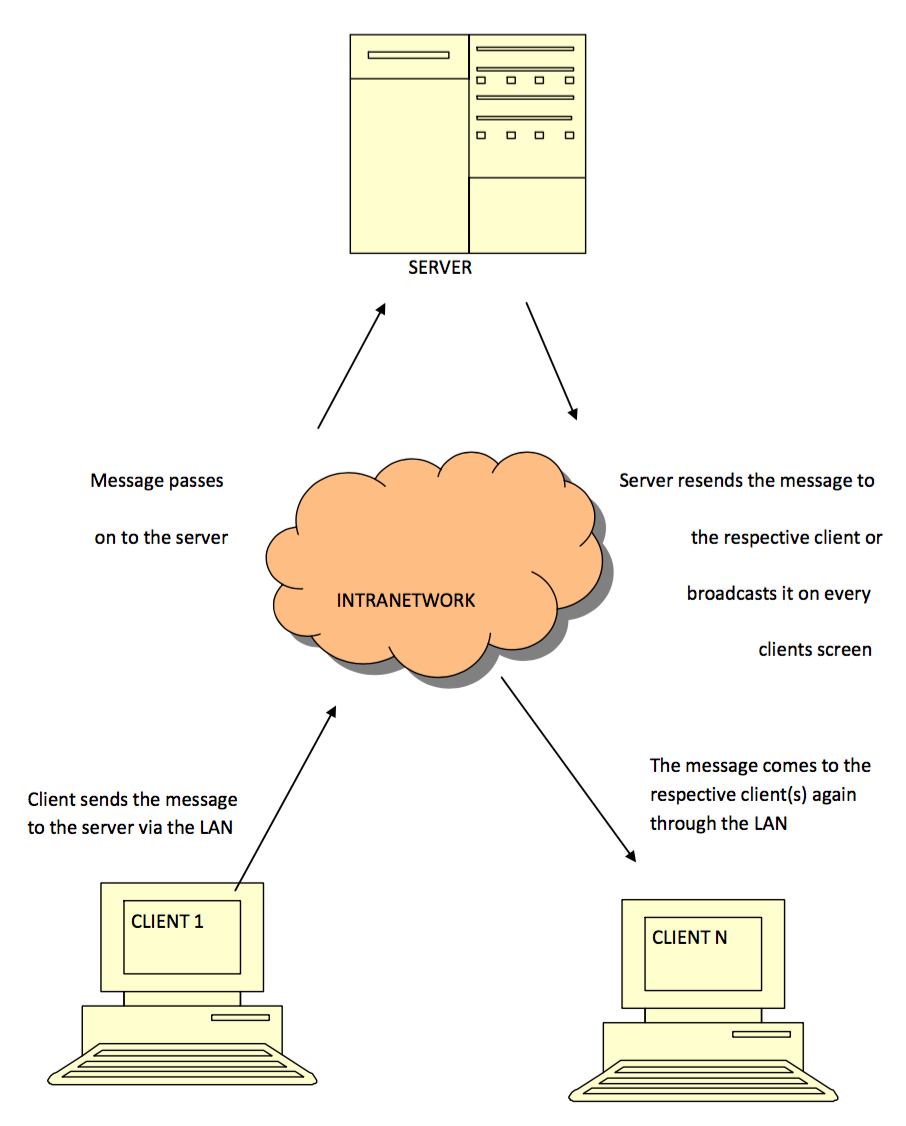 SERVER
Message passes
on to the server
Server resends the message to
the respective client or
broadcasts it on every
clients screen
INTRANETWORK
Client sends the message
to the server via the LAN
The message comes to the
respective client(s) again
through the LAN
CLIENT 1
CLIENT N